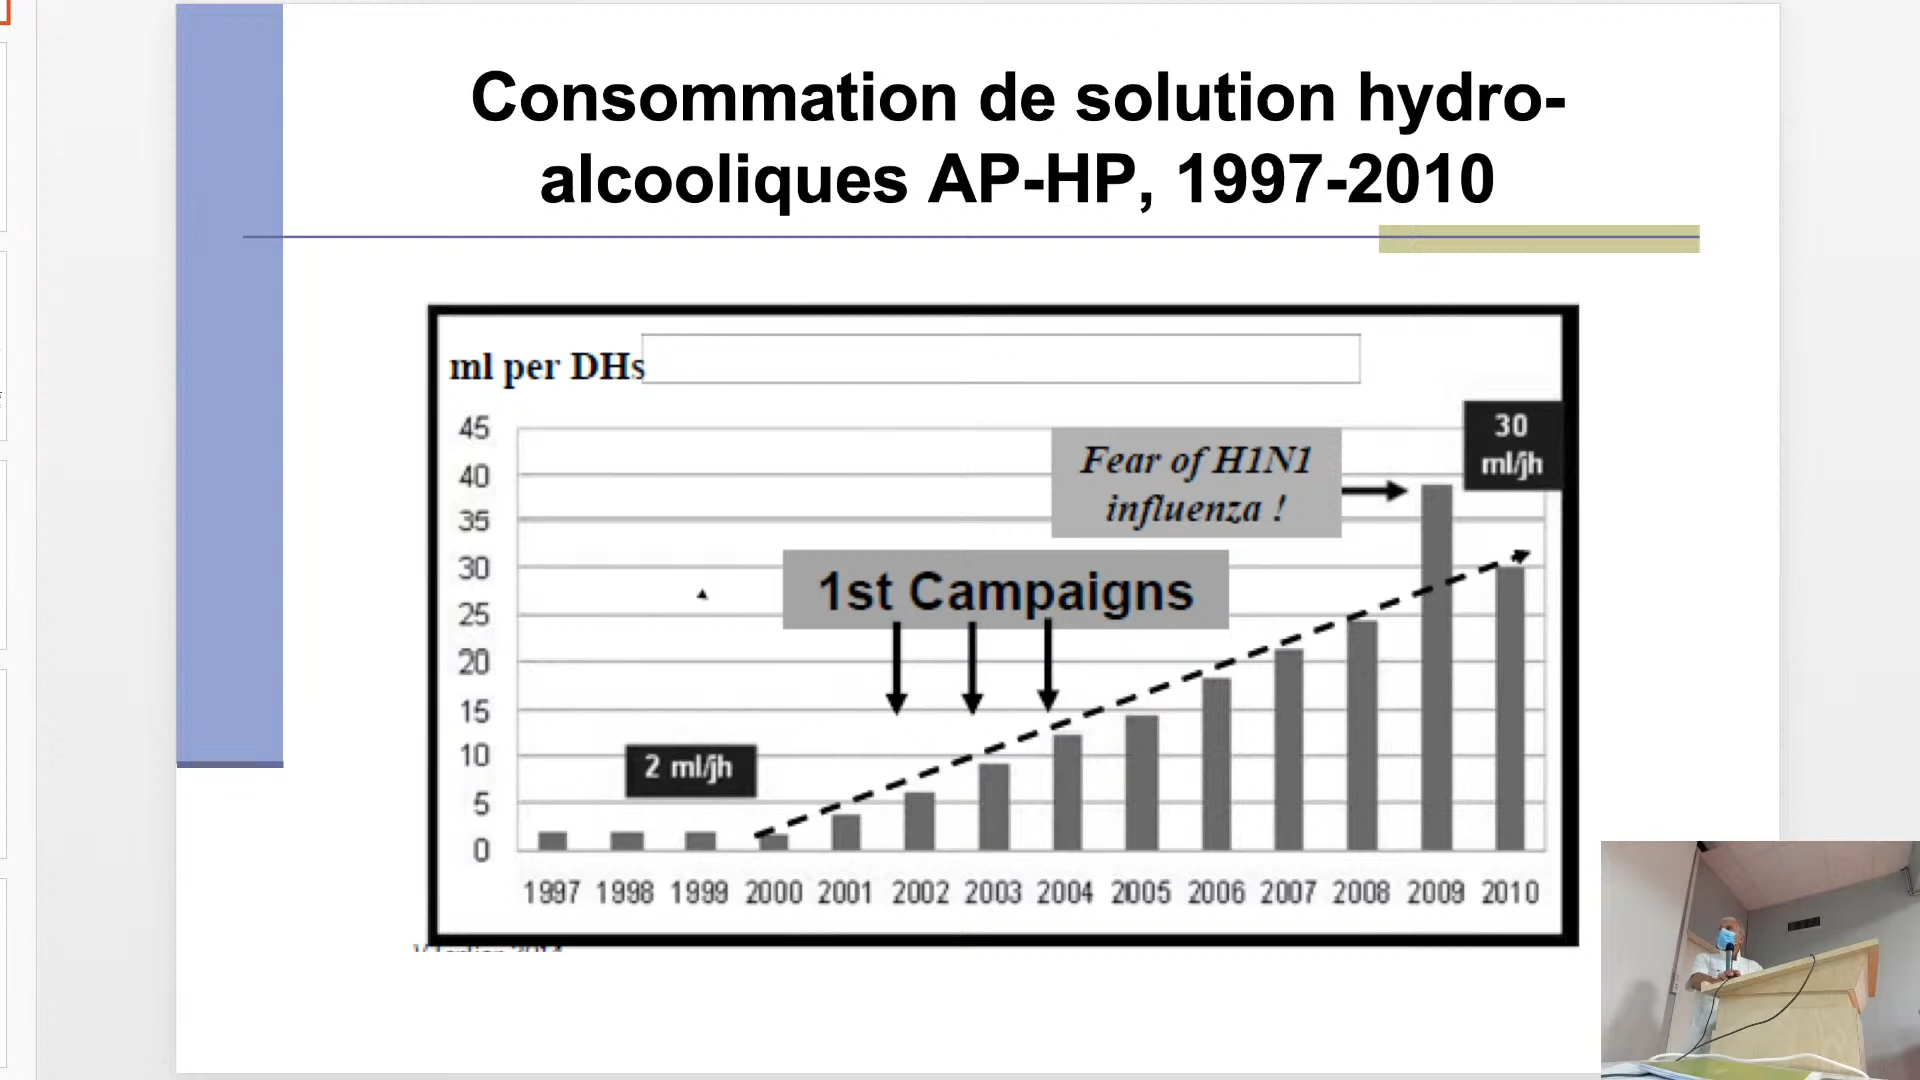 Consommation de solution hydro-
alcooliques AP-HP, 1997-2010
ml per DHs
45
40
35
30
25
20
15
10
5
0
30
ml/jh
Fear of H1N1
influenza !
1st Campaigns
2 ml/jh
1997 1998 1999 2000 2001 2002 2003 2004 2005 2006 2007 2008 2009 2010